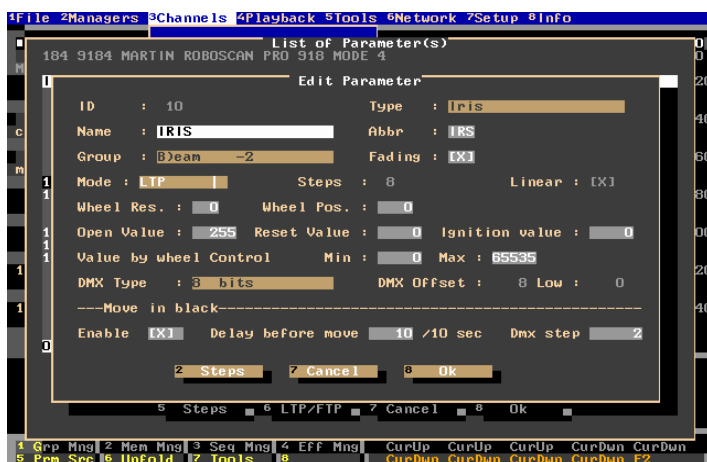 1File 2Managers 3Channels 4Playback 5Tools 6Network 7Setup 8Info
List of Parameter(s)
184 9184 MARTIN ROBOSCAN PRO 918 MODE 4
Edit Parameter
ID : 10 Type : Iris
Name : IRIS Abbr : IRS
Group : B)eam -2 Fading : [X]
Mode : LTP Steps : 8 Linear : [X]
Wheel Res. : 0 Wheel Pos. : 0
Open Value : 255 Reset Value : 0 Ignition value : 0
Value by wheel Control Min : 0 Max : 65535
DMX Type : 8 bits DMX Offset : 8 Low : 0
---Move in black---
Enable [X] Delay before move 10 /10 sec Dmx step 2
2 Steps 7 Cancel 8 Ok
5 Steps 6 LTP/FTP 7 Cancel 8 Ok
1 Grp Mng 2 Mem Mng 3 Seq Mng 4 Eff Mng CurUp CurUp CurUp CurDwn CurDwn
5 Prm Src 6 Unfold 7 Tools 8 CurDwn CurDwn CurDwn CurDwn F2